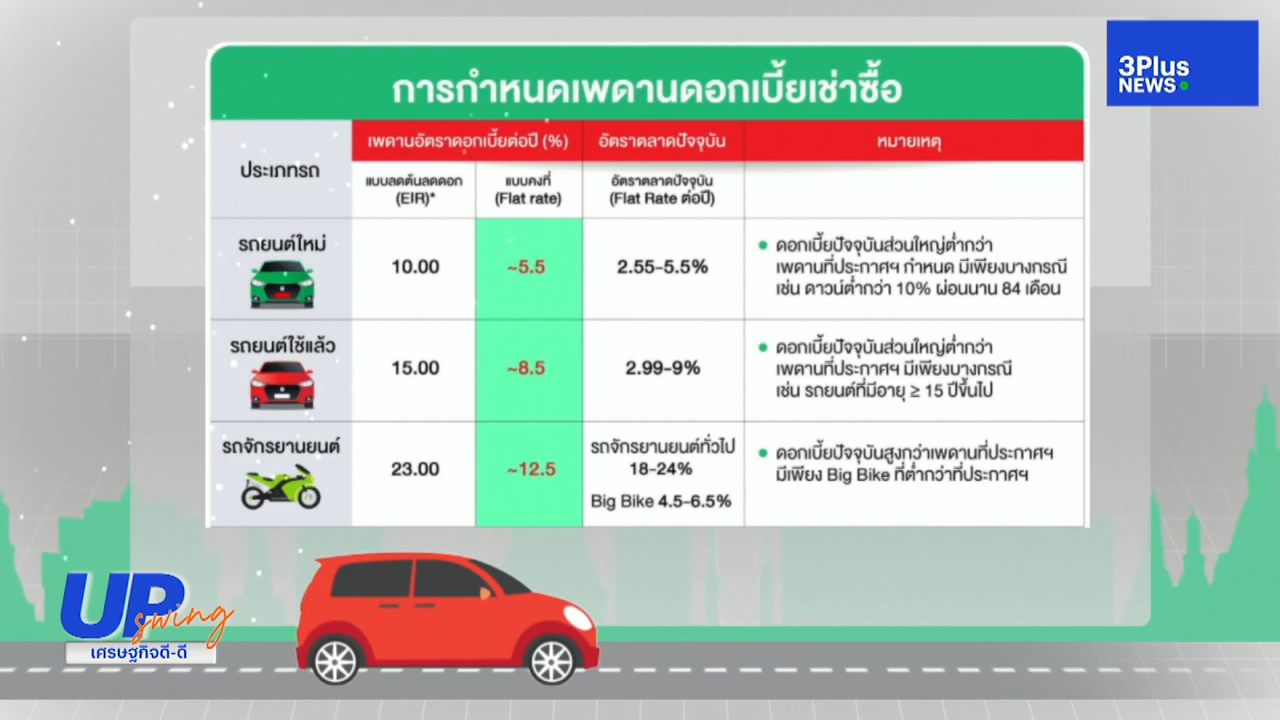 3Plus
NEWS
การกำหนดเพดานดอกเบี้ยเช่าซื้อ
ประเภทรถ
เพดานอัตราดอกเบี้ยต่อปี (%)
อัตราตลาดปัจจุบัน
หมายเหตุ
แบบลดต้นลดดอก
(EIR)*
แบบคงที่
(Flat rate)
อัตราตลาดปัจจุบัน
(Flat Rate ต่อปี)
รถยนต์ใหม่
10.00
~5.5
2.55-5.5%
ดอกเบี้ยปัจจุบันส่วนใหญ่ต่ำกว่า
เพดานที่ประกาศฯ กำหนด มีเพียงบางกรณี
เช่น ดาวน์ต่ำกว่า 10% ผ่อนนาน 84 เดือน
รถยนต์ใช้แล้ว
15.00
~8.5
2.99-9%
ดอกเบี้ยปัจจุบันส่วนใหญ่ต่ำกว่า
เพดานที่ประกาศฯ มีเพียงบางกรณี
เช่น รถยนต์ที่มีอายุ ≥ 15 ปีขึ้นไป
รถจักรยานยนต์
23.00
~12.5
รถจักรยานยนต์ทั่วไป
18-24%
Big Bike 4.5-6.5%
ดอกเบี้ยปัจจุบันสูงกว่าเพดานที่ประกาศฯ
มีเพียง Big Bike ที่ต่ำกว่าที่ประกาศฯ
UP
swing
เศรษฐกิจดี-ดี